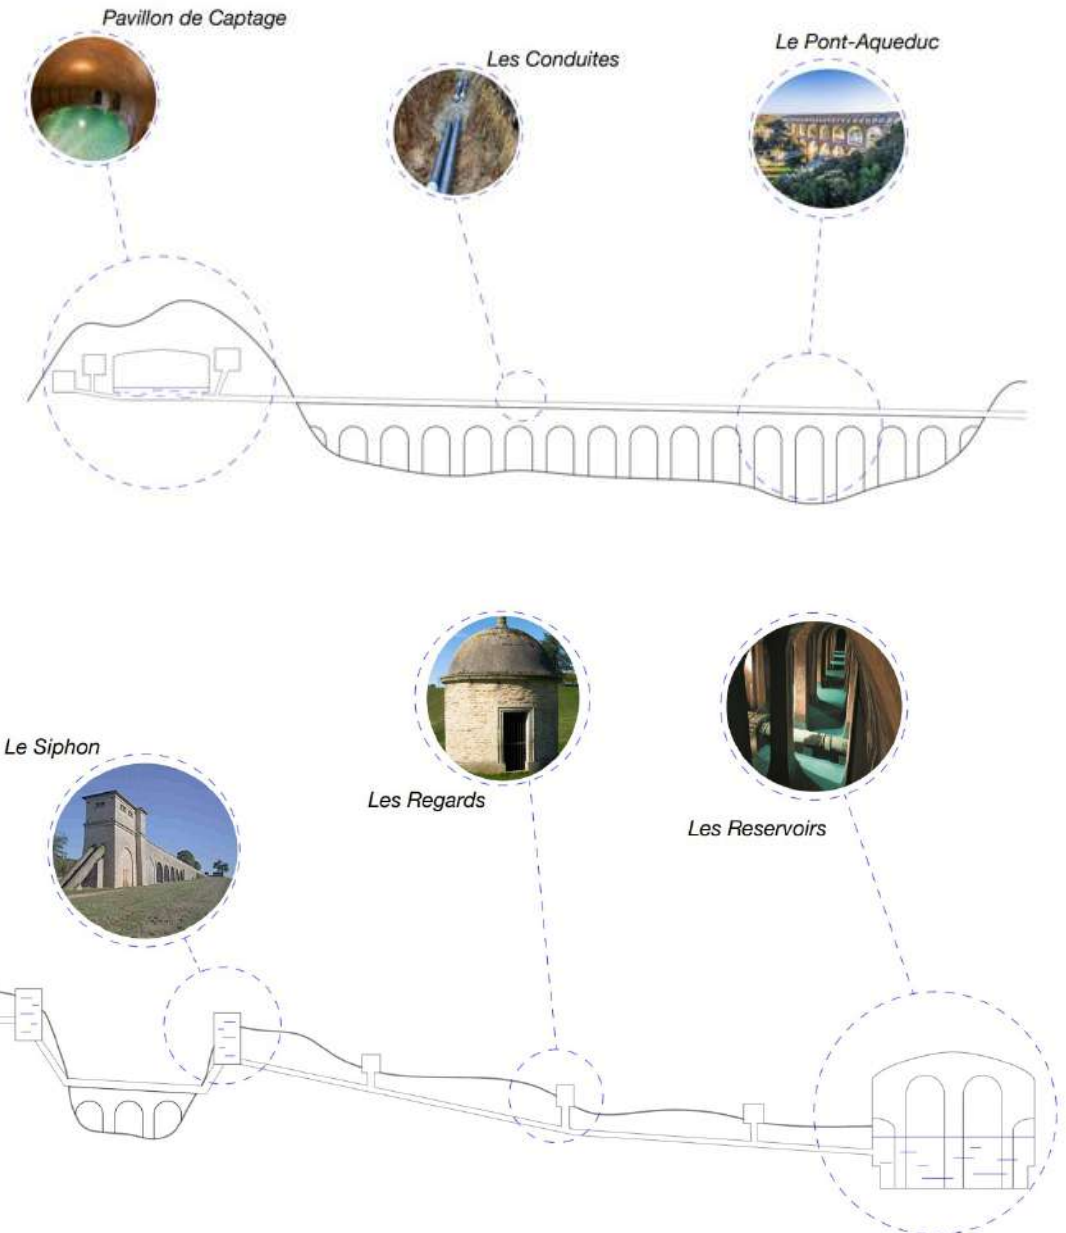 Pavillon de Captage
Les Conduites
Le Pont-Aqueduc
Le Siphon
Les Regards
Les Reservoirs